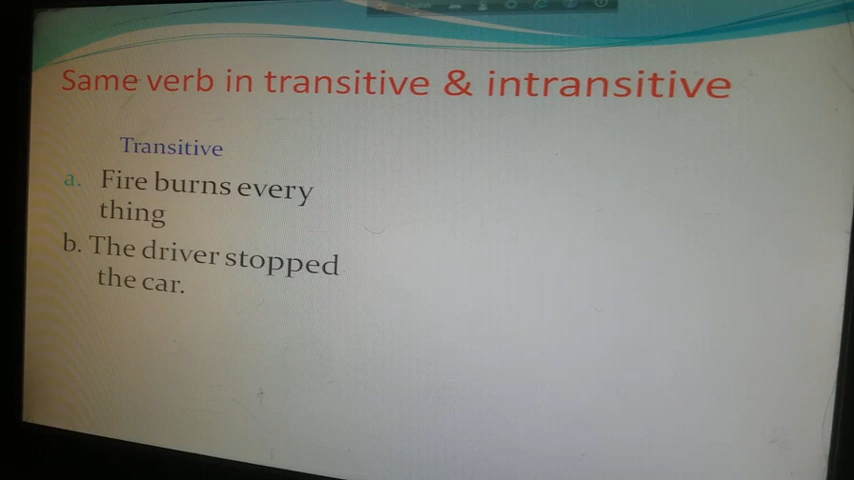 Same verb in transitive & intransitive
Transitive
a. Fire burns every
thing
b. The driver stopped
the car.